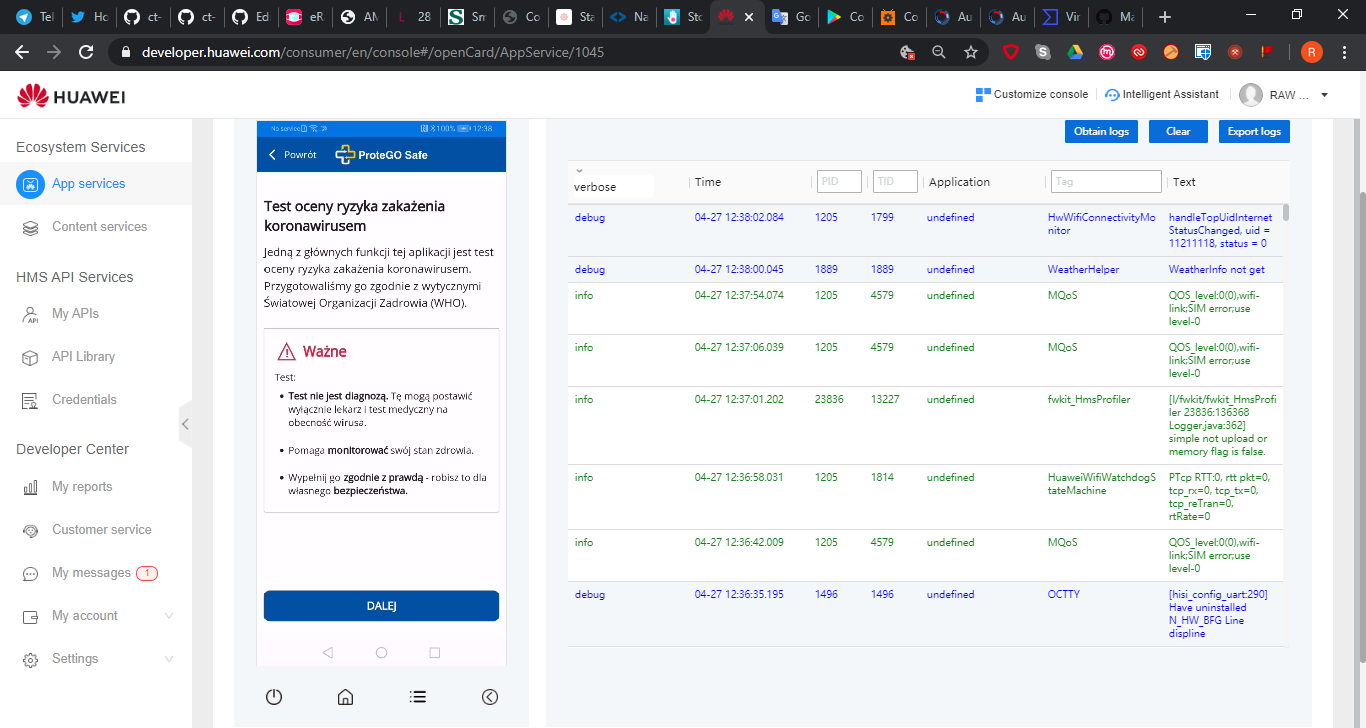 Tel
Ho
ct-
ct-
Ed
eR
AM
28
Sm
Co
Sta
Na
Sto
Go
Co
Co
Au
Au
Vir
Ma
developer.huawei.com/consumer/en/console#/openCard/AppService/1045
R
HUAWEI
Customize console
Intelligent Assistant
RAW ...
Ecosystem Services
App services
Content services
HMS API Services
My APIs
API Library
Credentials
Developer Center
My reports
Customer service
My messages 1
My account
Settings
No service
100%
12:38
Powrót
ProteGO Safe
Test oceny ryzyka zakażenia
koronawirusem
Jedną z głównych funkcji tej aplikacji jest test
oceny ryzyka zakażenia koronawirusem.
Przygotowaliśmy go zgodnie z wytycznymi
Światowej Organizacji Zadrowia (WHO).
Ważne
Test:
• Test nie jest diagnozą. Tę mogą postawić
wyłącznie lekarz i test medyczny na
obecność wirusa.
• Pomaga monitorować swój stan zdrowia.
• Wypełnij go zgodnie z prawdą - robisz to dla
własnego bezpieczeństwa.
DALEJ
Obtain logs
Clear
Export logs
verbose
Time
PID
TID
Application
Tag
Text
debug 04-27 12:38:02.084 1205 1799 undefined HwWifiConnectivityMo handleTopUidInternet
nitor StatusChanged, uid =
11211118, status = 0
debug 04-27 12:38:00.045 1889 1889 undefined WeatherHelper WeatherInfo not get
info 04-27 12:37:54.074 1205 4579 undefined MQoS QOS_level:0(0),wifi-
link;SIM error;use
level-0
info 04-27 12:37:06.039 1205 4579 undefined MQoS QOS_level:0(0),wifi-
link;SIM error;use
level-0
info 04-27 12:37:01.202 23836 13227 undefined fwkit_HmsProfiler [I/fwkit/fwkit_HmsProfi
ler 23836:136368
Logger.java:362]
simple not upload or
memory flag is false.
info 04-27 12:36:58.031 1205 1814 undefined HuaweiWifiWatchdogS PTcp RTT:0, rtt pkt=0,
tateMachine tcp_rx=0, tcp_tx=0,
tcp_reTran=0,
rtRate=0
info 04-27 12:36:42.009 1205 4579 undefined MQoS QOS_level:0(0),wifi-
link;SIM error;use
level-0
debug 04-27 12:36:35.195 1496 1496 undefined OCTTY [hisi_config_uart:290]
Have uninstalled
N_HW_BFG Line
displine